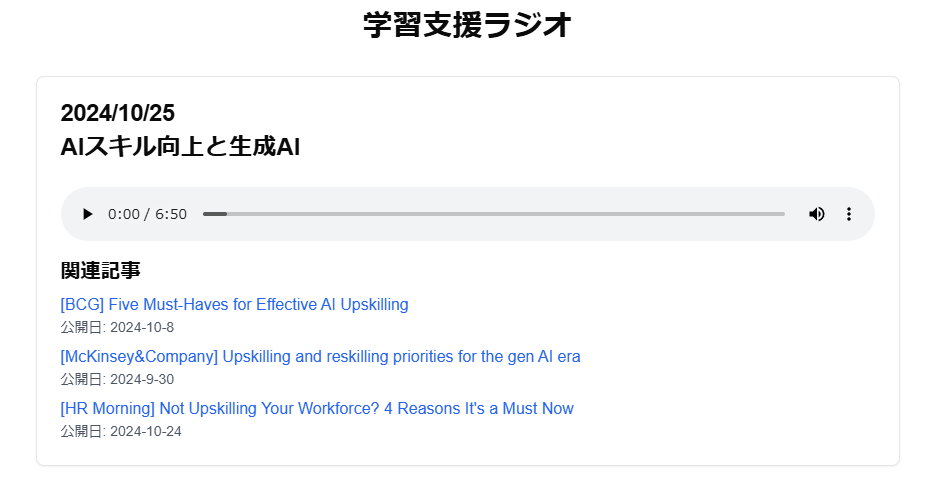 学習支援ラジオ
2024/10/25
AIスキル向上と生成AI
0:00 / 6:50
関連記事
[BCG] Five Must-Haves for Effective AI Upskilling
公開日: 2024-10-8
[McKinsey&Company] Upskilling and reskilling priorities for the gen AI era
公開日: 2024-9-30
[HR Morning] Not Upskilling Your Workforce? 4 Reasons It's a Must Now
公開日: 2024-10-24